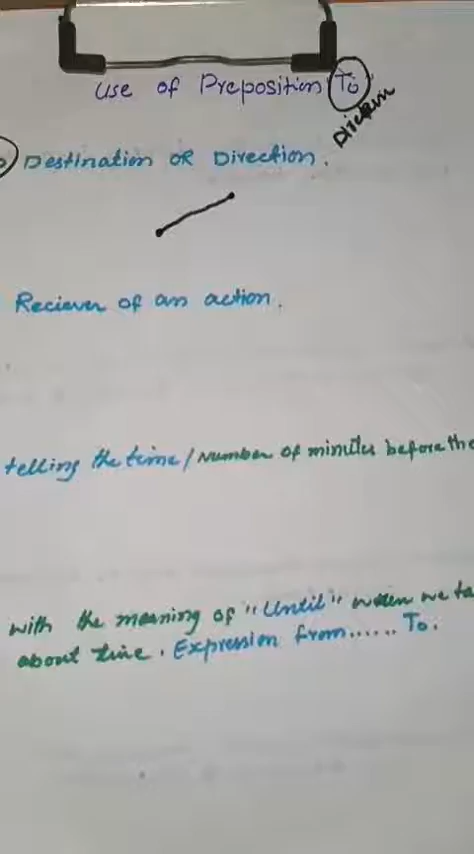 Use of Preposition To
Destination or Direction.
Reciever of an action.
telling the time / Number of minutes before the
with the meaning of "Until" when we ta
about time. Expression from...... To.